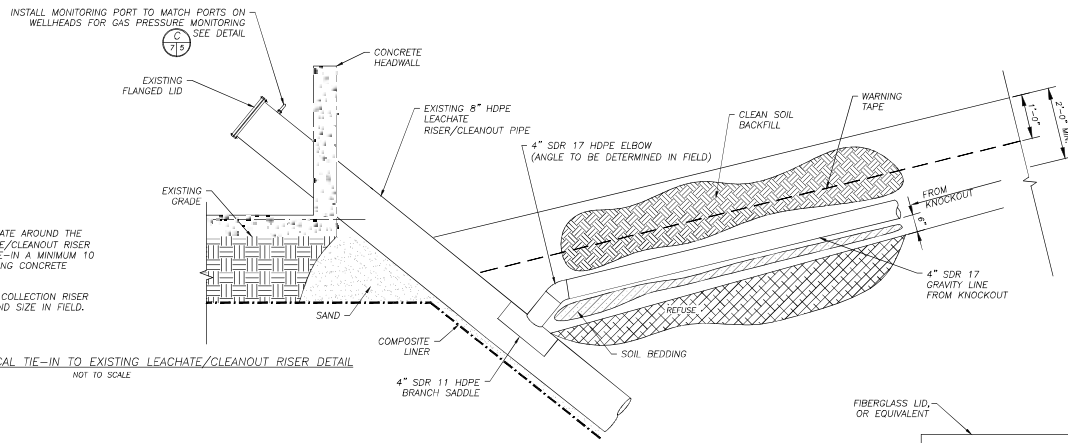 INSTALL MONITORING PORT TO MATCH PORTS ON
WELLHEADS FOR GAS PRESSURE MONITORING
SEE DETAIL
C
7 5
CONCRETE
HEADWALL
EXISTING
FLANGED LID
EXISTING 8" HDPE
LEACHATE
RISER/CLEANOUT PIPE
4" SDR 17 HDPE ELBOW
(ANGLE TO BE DETERMINED IN FIELD)
CLEAN SOIL
BACKFILL
WARNING
TAPE
1'-0"
2'-0" MIN.
EXISTING
GRADE
FROM
KNOCKOUT
6"
ATE AROUND THE
E/CLEANOUT RISER
E-IN A MINIMUM 10
NG CONCRETE
COLLECTION RISER
ND SIZE IN FIELD.
4" SDR 17
GRAVITY LINE
FROM KNOCKOUT
REFUSE
SAND
SOIL BEDDING
COMPOSITE
LINER
CAL TIE-IN TO EXISTING LEACHATE/CLEANOUT RISER DETAIL
NOT TO SCALE
4" SDR 11 HDPE
BRANCH SADDLE
FIBERGLASS LID,
OR EQUIVALENT